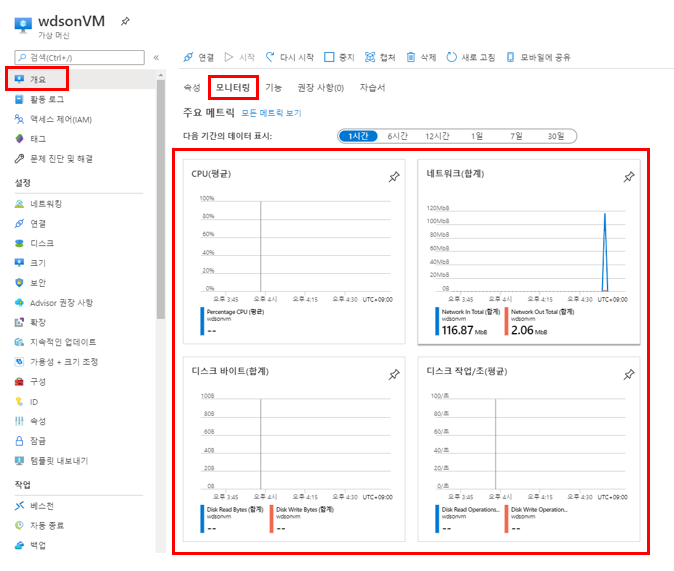 wdsonVM
가상 머신
검색(Ctrl+/)
«
연결
시작
다시 시작
중지
캡처
삭제
새로 고침
모바일에 공유
개요
활동 로그
액세스 제어(IAM)
태그
문제 진단 및 해결
설정
네트워킹
연결
디스크
크기
보안
Advisor 권장 사항
확장
지속적인 업데이트
가용성 + 크기 조정
구성
ID
속성
잠금
템플릿 내보내기
작업
베스천
자동 종료
백업
속성
모니터링
기능
권장 사항(0)
자습서
주요 메트릭
모든 메트릭 보기
다음 기간의 데이터 표시:
1시간
6시간
12시간
1일
7일
30일
CPU(평균)
100%
80%
60%
40%
20%
0%
오후 3:45
오후 4시
오후 4:15
오후 4:30
UTC+09:00
Percentage CPU (평균)
wdsonvm
--
네트워크(합계)
120MbB
100MbB
80MbB
60MbB
40MbB
20MbB
0B
오후 3:45
오후 4시
오후 4:15
오후 4:30
UTC+09:00
Network In Total (합계)
wdsonvm
116.87 MbB
Network Out Total (합계)
wdsonvm
2.06 MbB
디스크 바이트(합계)
100B
80B
60B
40B
20B
0B
오후 3:45
오후 4시
오후 4:15
오후 4:30
UTC+09:00
Disk Read Bytes (합계)
wdsonvm
--
Disk Write Bytes (합계)
wdsonvm
--
디스크 작업/초(평균)
100/초
80/초
60/초
40/초
20/초
0/초
오후 3:45
오후 4시
오후 4:15
오후 4:30
UTC+09:00
Disk Read Operations...
wdsonvm
--
Disk Write Operation...
wdsonvm
--